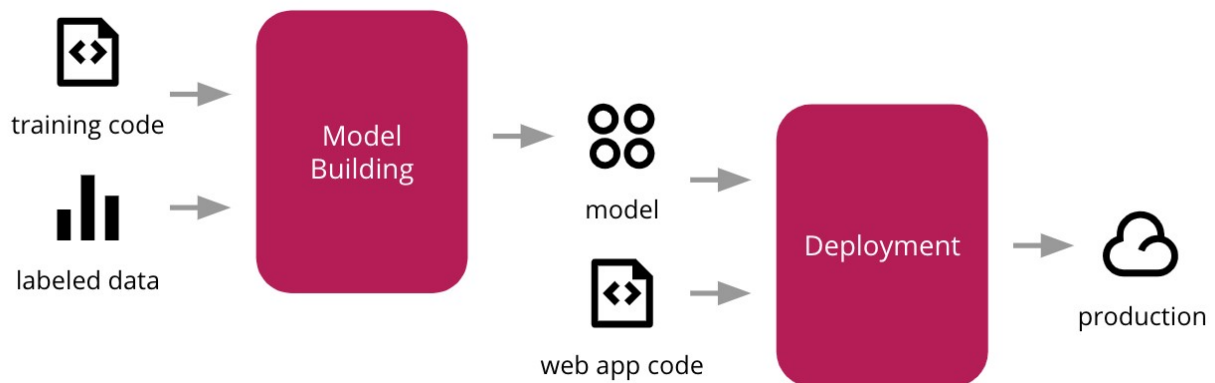 training code
labeled data
Model
Building
model
web app code
Deployment
production